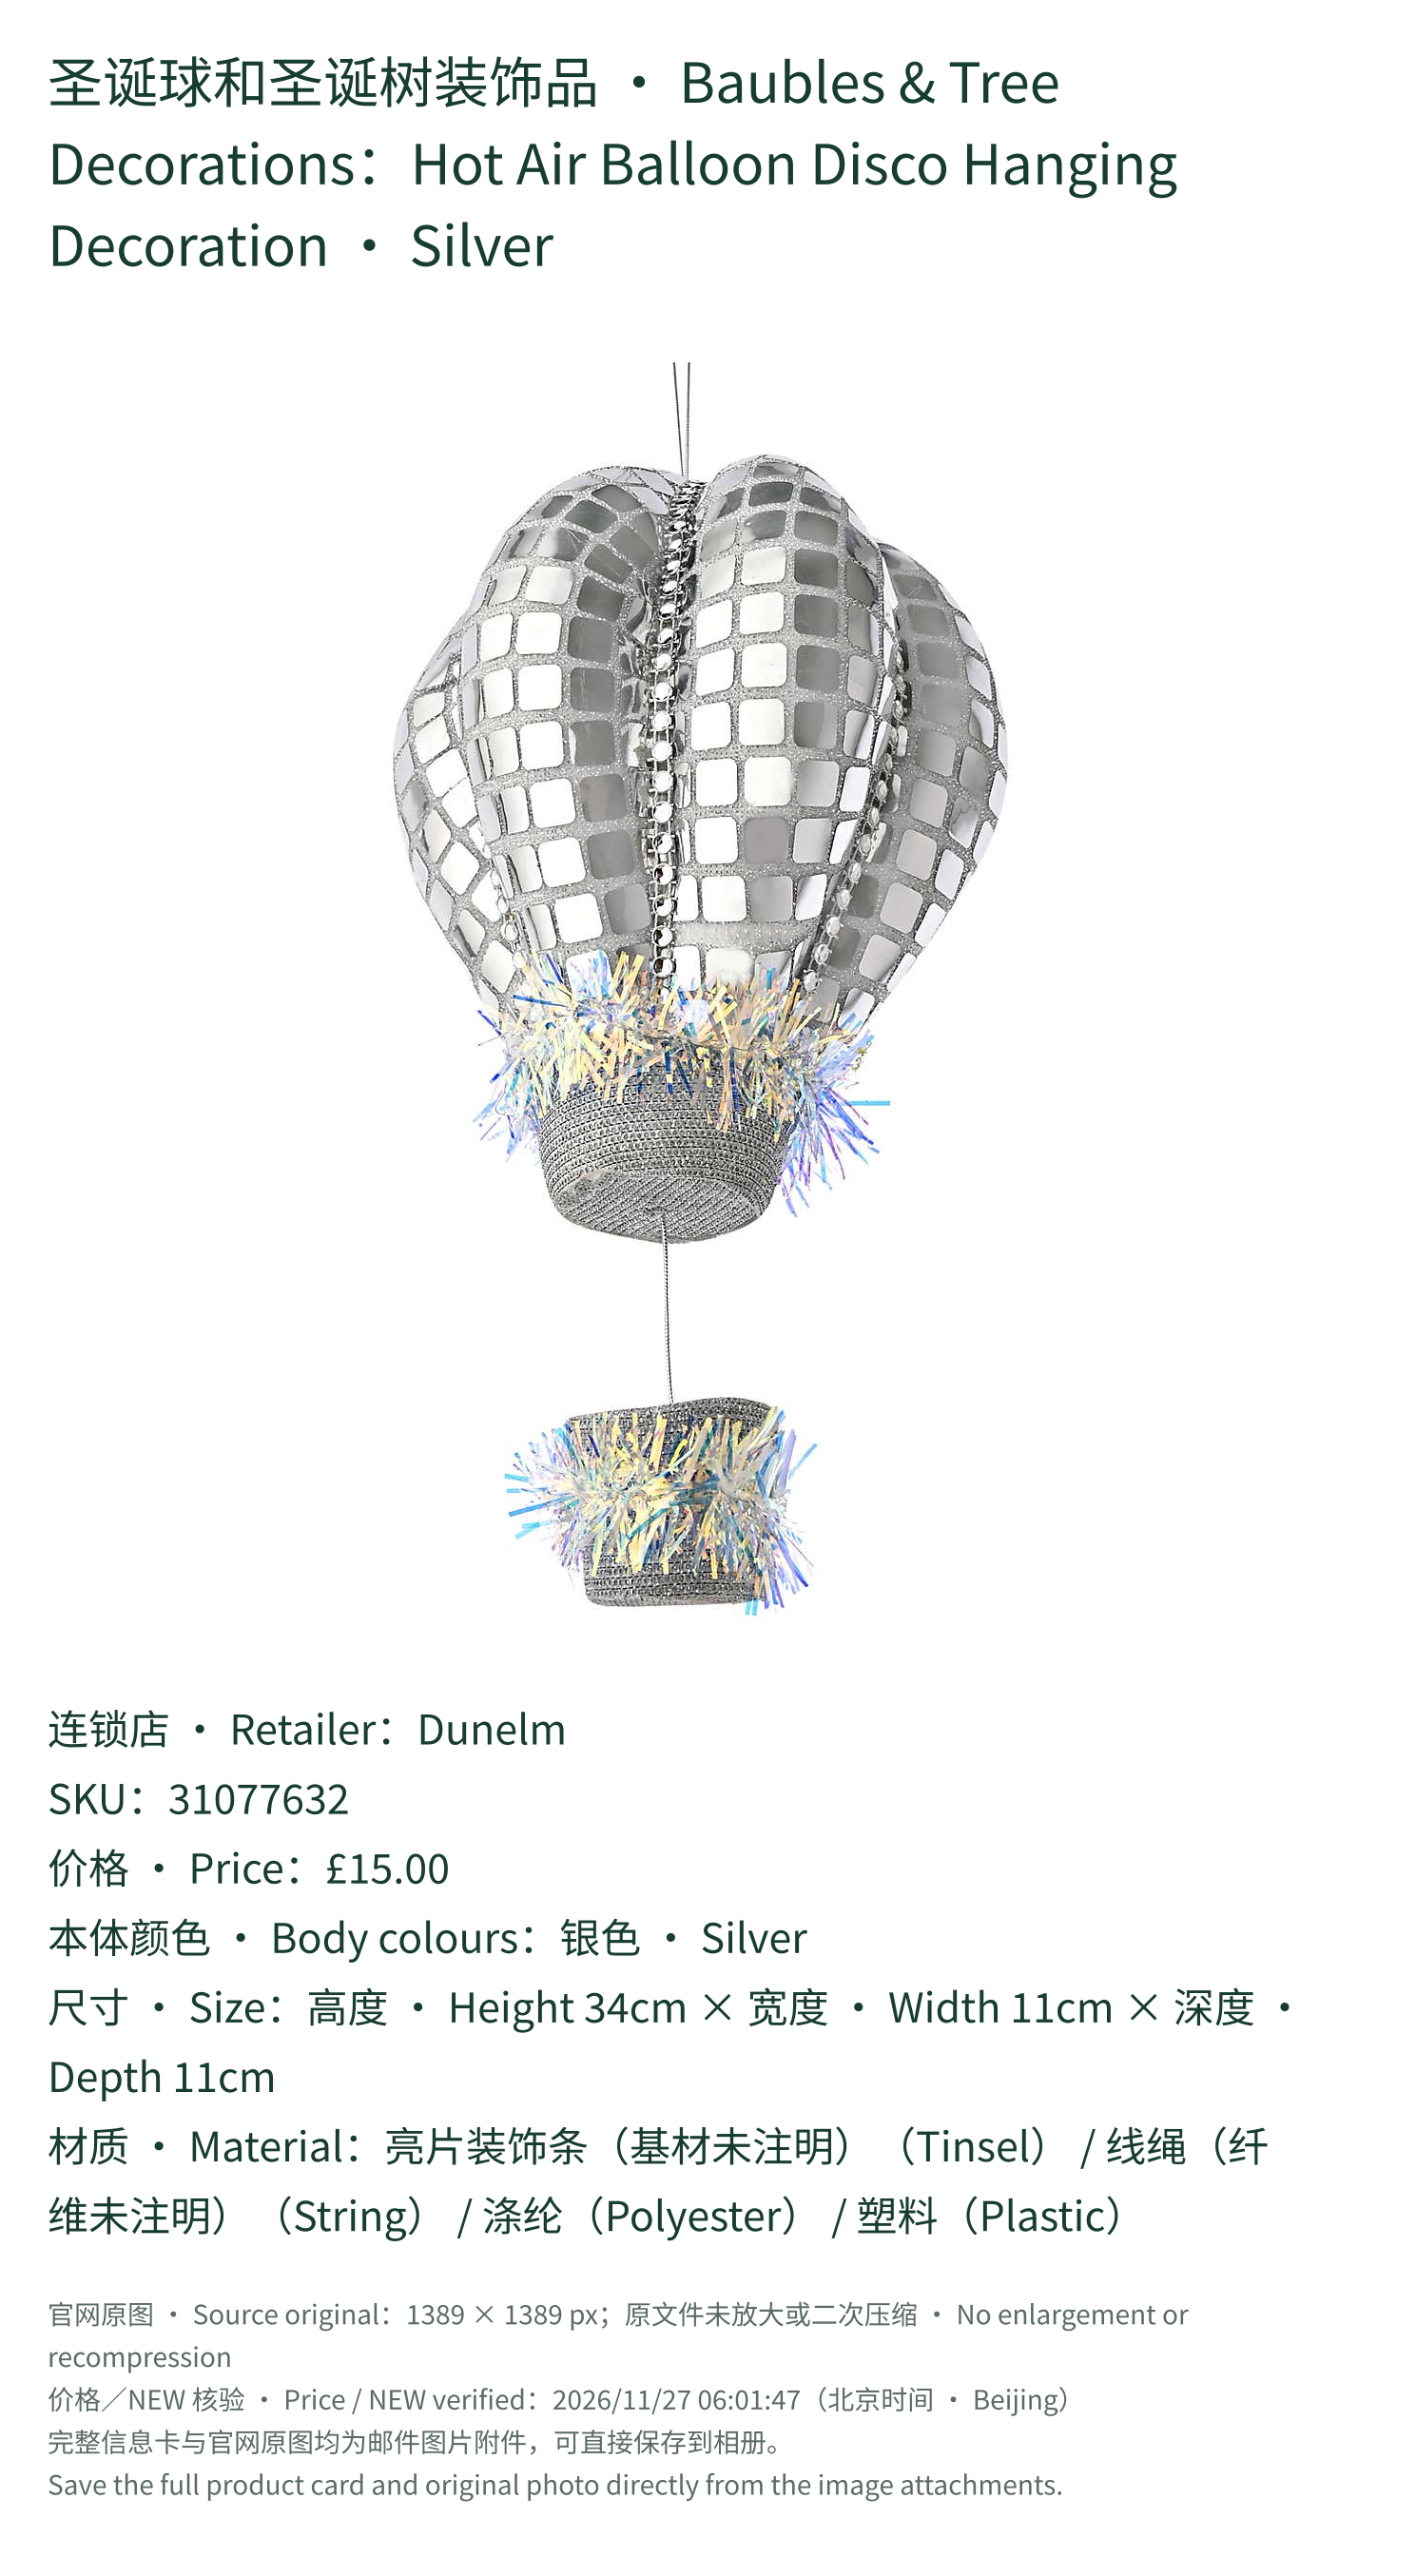 圣诞球和圣诞树装饰品 • Baubles & Tree
Decorations：Hot Air Balloon Disco Hanging
Decoration • Silver
连锁店 • Retailer：Dunelm
SKU：31077632
价格 • Price：£15.00
本体颜色 • Body colours：银色 • Silver
尺寸 • Size：高度 • Height 34cm × 宽度 • Width 11cm × 深度 •
Depth 11cm
材质 • Material：亮片装饰条（基材未注明）（Tinsel） / 线绳（纤
维未注明）（String） / 涤纶（Polyester） / 塑料（Plastic）
官网原图 • Source original：1389 × 1389 px；原文件未放大或二次压缩 • No enlargement or
recompression
价格／NEW 核验 • Price / NEW verified：2026/11/27 06:01:47（北京时间 • Beijing）
完整信息卡与官网原图均为邮件图片附件，可直接保存到相册。
Save the full product card and original photo directly from the image attachments.